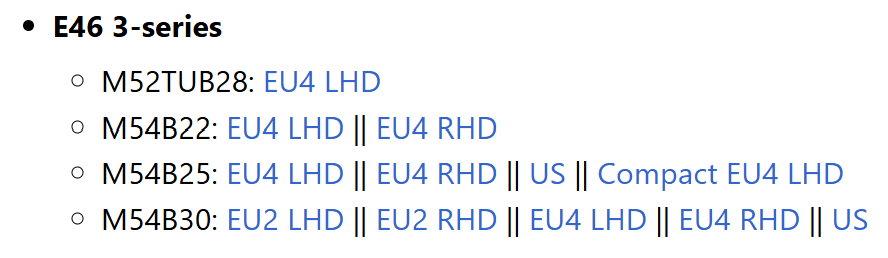 E46 3-series
M52TUB28: EU4 LHD
M54B22: EU4 LHD || EU4 RHD
M54B25: EU4 LHD || EU4 RHD || US || Compact EU4 LHD
M54B30: EU2 LHD || EU2 RHD || EU4 LHD || EU4 RHD || US